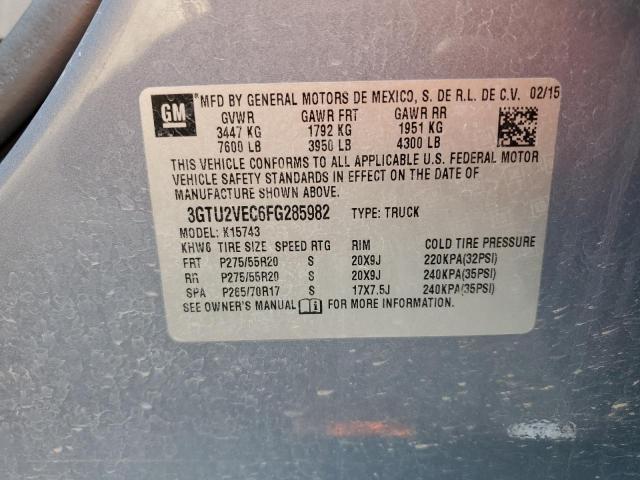 GM MFD BY GENERAL MOTORS DE MEXICO, S. DE R.L. DE C.V. 02/15
GVWR GAWR FRT GAWR RR
3447 KG 1792 KG 1951 KG
7600 LB 3950 LB 4300 LB
THIS VEHICLE CONFORMS TO ALL APPLICABLE U.S. FEDERAL MOTOR
VEHICLE SAFETY STANDARDS IN EFFECT ON THE DATE OF
MANUFACTURE SHOWN ABOVE.
3GTU2VEC6FG285982 TYPE: TRUCK
MODEL: K15743
KHWG TIRE SIZE SPEED RTG RIM COLD TIRE PRESSURE
FRT P275/55R20 S 20X9J 220KPA(32PSI)
RR P275/55R20 S 20X9J 240KPA(35PSI)
SPA P265/70R17 S 17X7.5J 240KPA(35PSI)
SEE OWNER'S MANUAL FOR MORE INFORMATION.